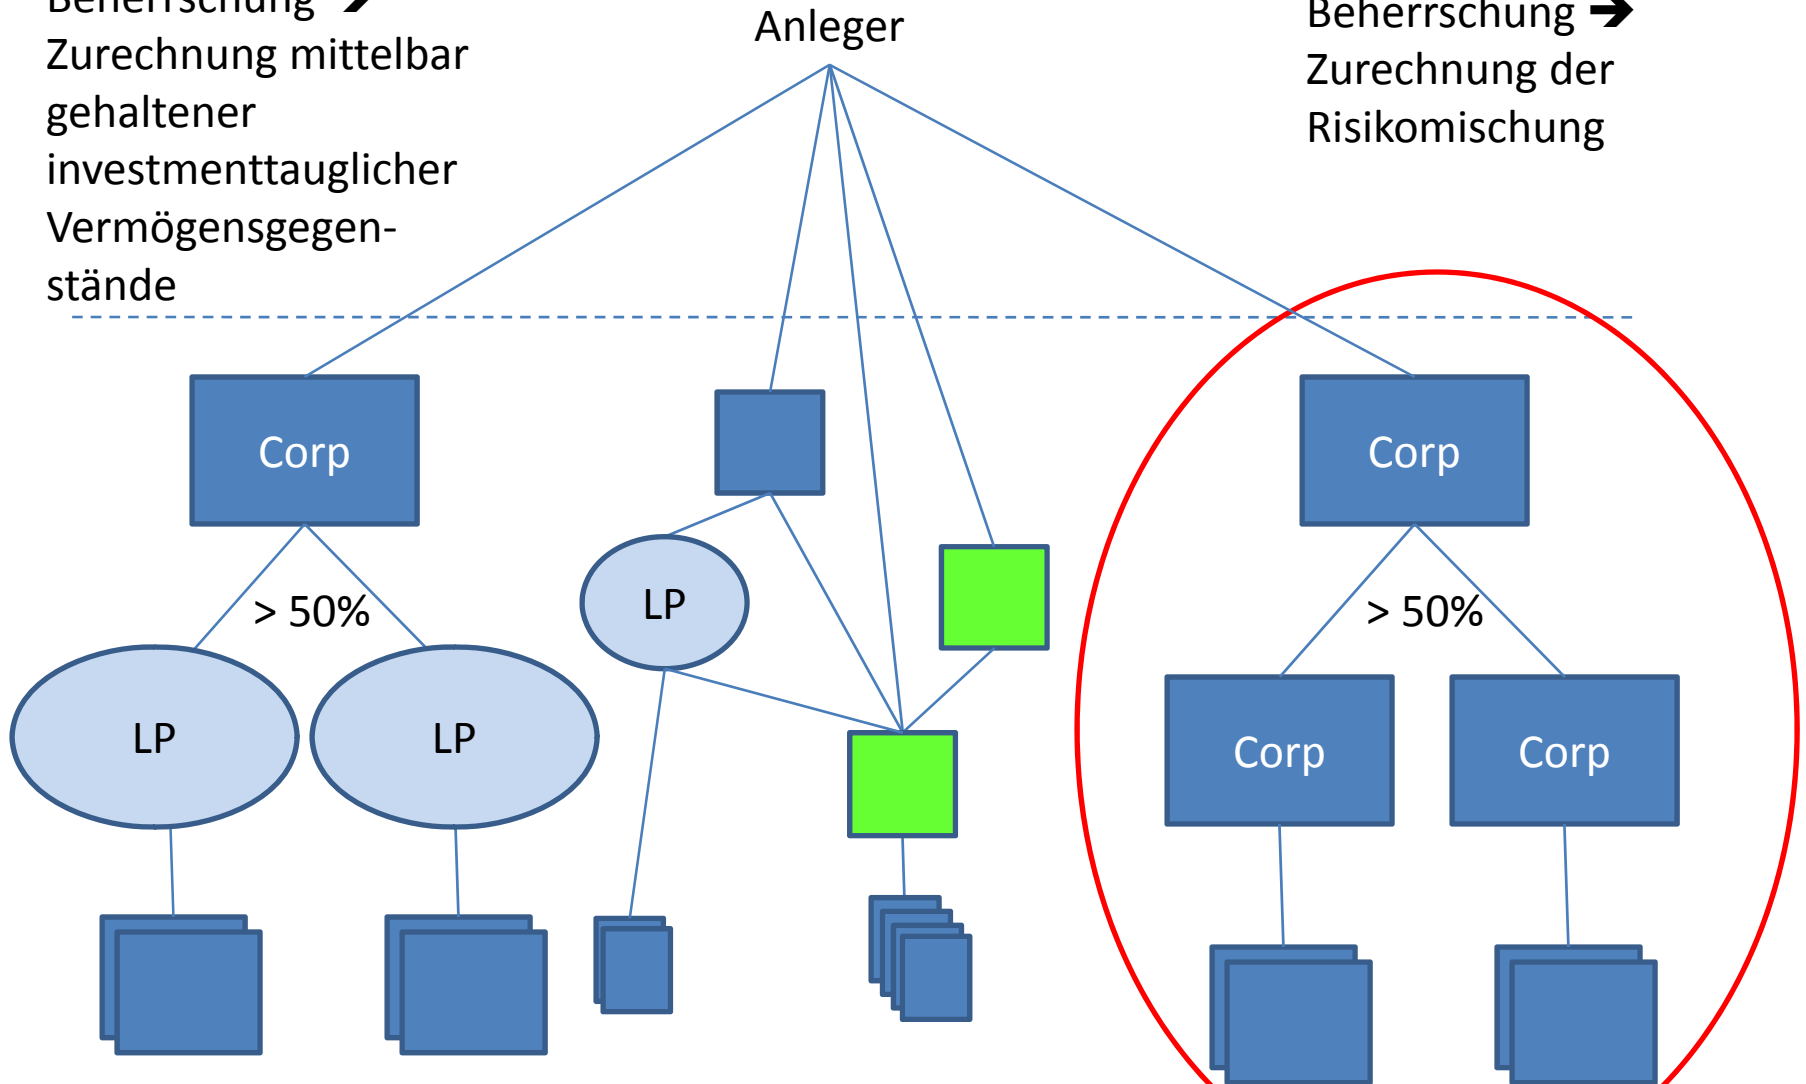 Beherrschung ➔
Zurechnung mittelbar
gehaltener
investmenttauglicher
Vermögensgegen-
stände
Anleger
Beherrschung ➔
Zurechnung der
Risikomischung
Corp
Corp
> 50%
LP
> 50%
LP
LP
Corp
Corp